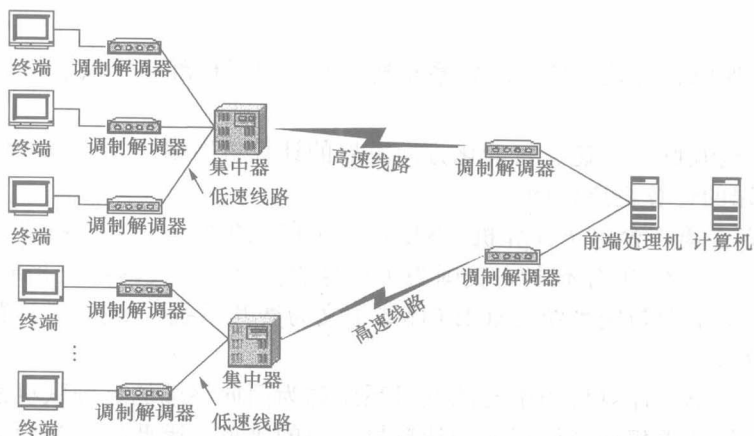 终端
调制解调器
终端
调制解调器
集中器
低速线路
终端
调制解调器
高速线路
调制解调器
前端处理机
计算机
调制解调器
高速线路
终端
调制解调器
⋮
集中器
低速线路
终端
调制解调器